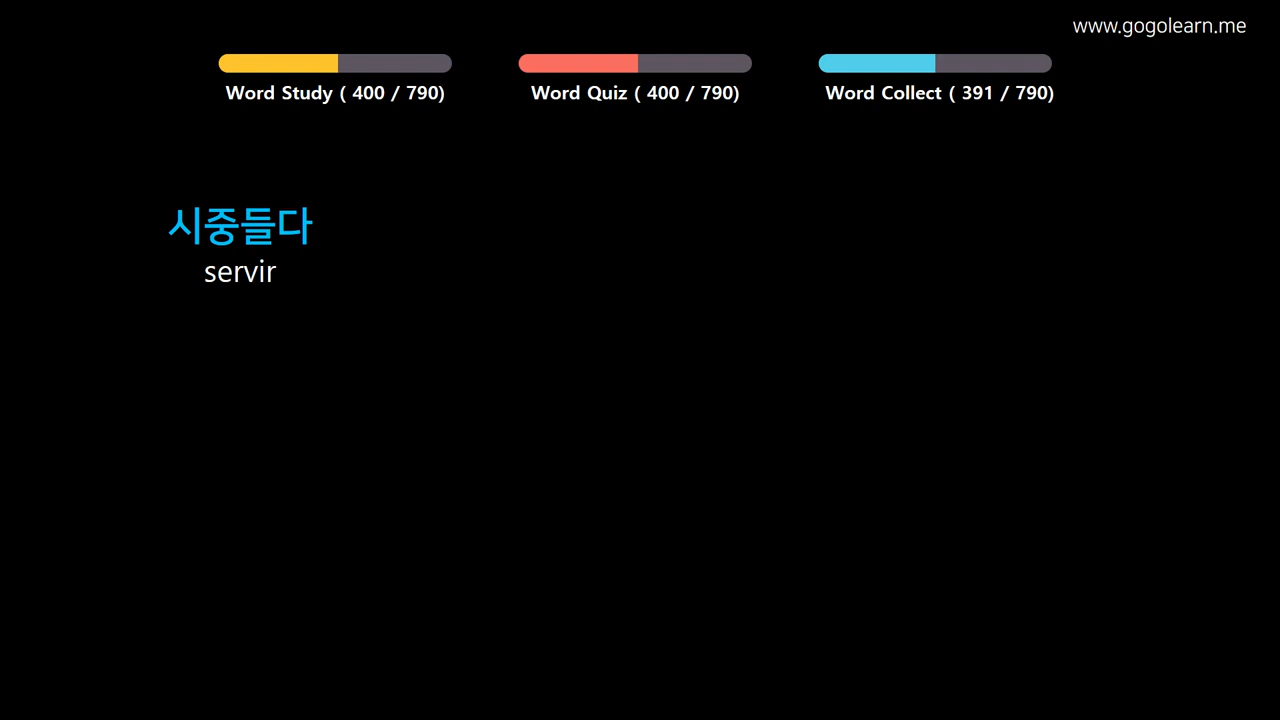 www.gogolearn.me
Word Study ( 400 / 790)
Word Quiz ( 400 / 790)
Word Collect ( 391 / 790)
시중들다
servir